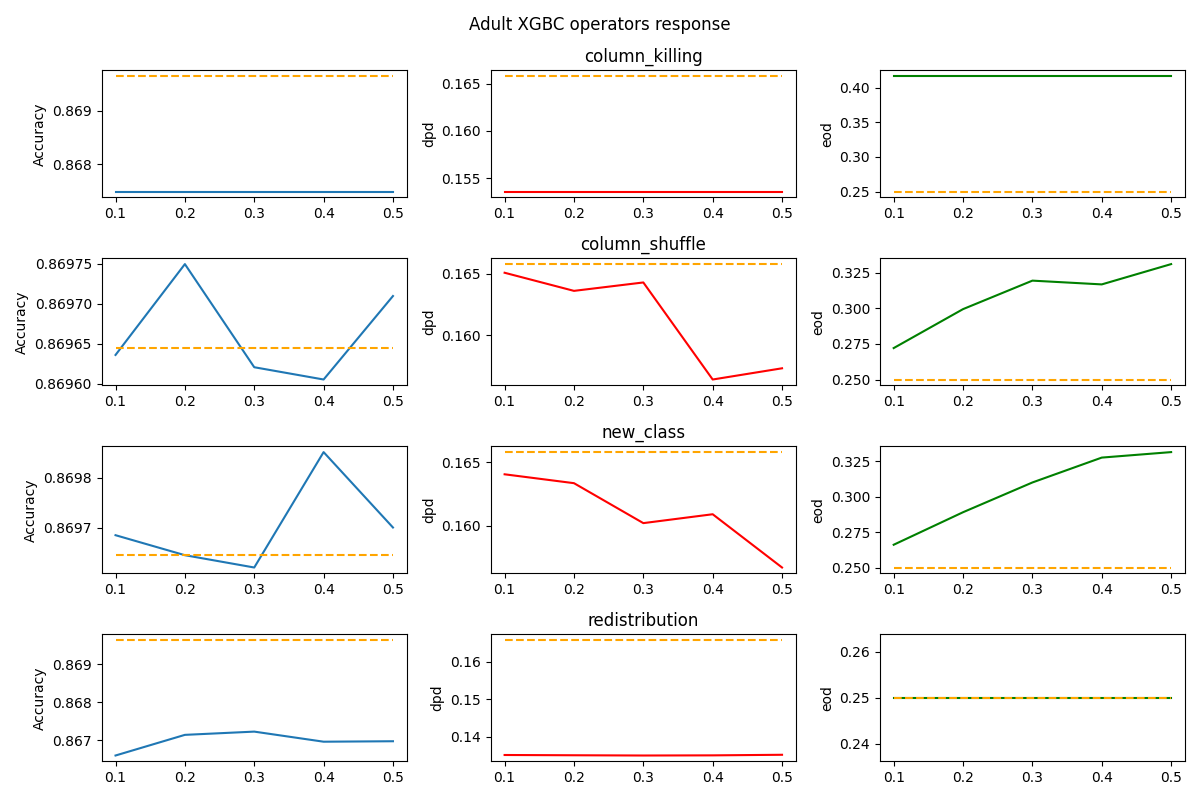 Adult XGBC operators response
column_killing
Accuracy
0.869
0.868
0.1 0.2 0.3 0.4 0.5
dpd
0.165
0.160
0.155
0.1 0.2 0.3 0.4 0.5
eod
0.40
0.35
0.30
0.25
0.1 0.2 0.3 0.4 0.5
column_shuffle
Accuracy
0.86975
0.86970
0.86965
0.86960
0.1 0.2 0.3 0.4 0.5
dpd
0.165
0.160
0.1 0.2 0.3 0.4 0.5
eod
0.325
0.300
0.275
0.250
0.1 0.2 0.3 0.4 0.5
new_class
Accuracy
0.8698
0.8697
0.1 0.2 0.3 0.4 0.5
dpd
0.165
0.160
0.1 0.2 0.3 0.4 0.5
eod
0.325
0.300
0.275
0.250
0.1 0.2 0.3 0.4 0.5
redistribution
Accuracy
0.869
0.868
0.867
0.1 0.2 0.3 0.4 0.5
dpd
0.16
0.15
0.14
0.1 0.2 0.3 0.4 0.5
eod
0.26
0.25
0.24
0.1 0.2 0.3 0.4 0.5